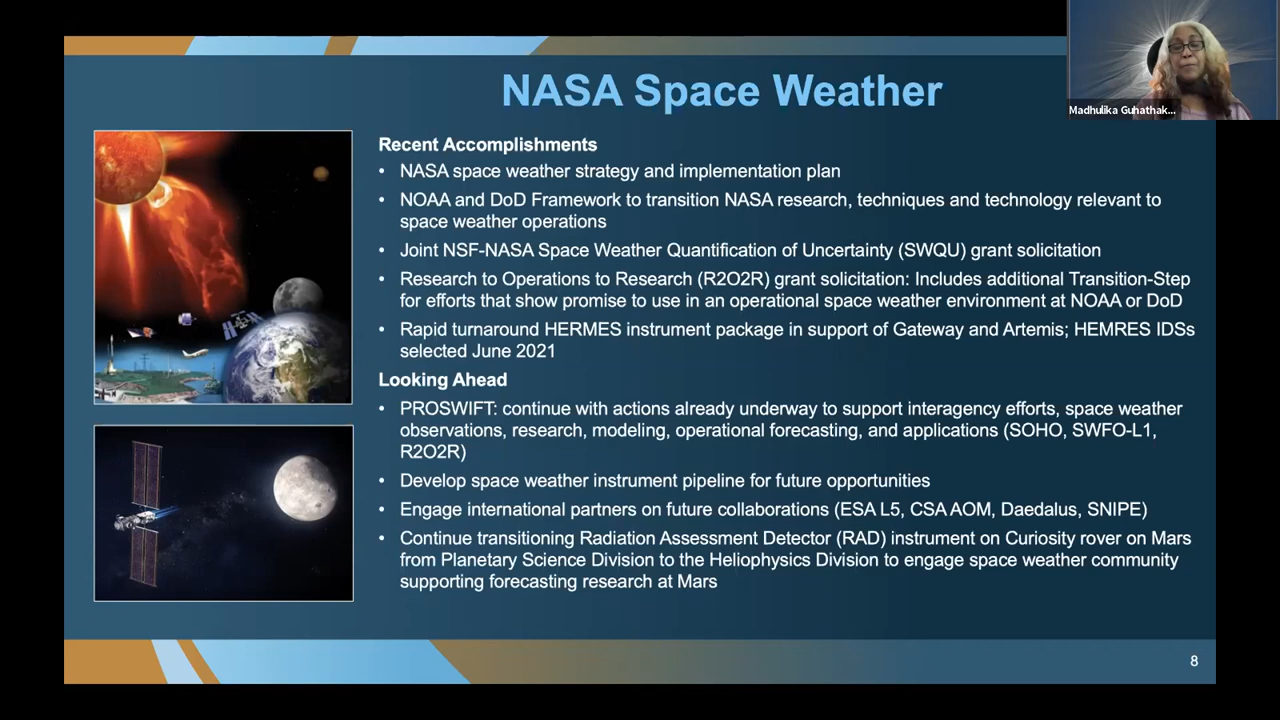 NASA Space Weather
Madhulika Guhathak...
Recent Accomplishments
• NASA space weather strategy and implementation plan
• NOAA and DoD Framework to transition NASA research, techniques and technology relevant to
space weather operations
• Joint NSF-NASA Space Weather Quantification of Uncertainty (SWQU) grant solicitation
• Research to Operations to Research (R2O2R) grant solicitation: Includes additional Transition-Step
for efforts that show promise to use in an operational space weather environment at NOAA or DoD
• Rapid turnaround HERMES instrument package in support of Gateway and Artemis; HEMRES IDSs
selected June 2021
Looking Ahead
• PROSWIFT: continue with actions already underway to support interagency efforts, space weather
observations, research, modeling, operational forecasting, and applications (SOHO, SWFO-L1,
R2O2R)
• Develop space weather instrument pipeline for future opportunities
• Engage international partners on future collaborations (ESA L5, CSA AOM, Daedalus, SNIPE)
• Continue transitioning Radiation Assessment Detector (RAD) instrument on Curiosity rover on Mars
from Planetary Science Division to the Heliophysics Division to engage space weather community
supporting forecasting research at Mars
8